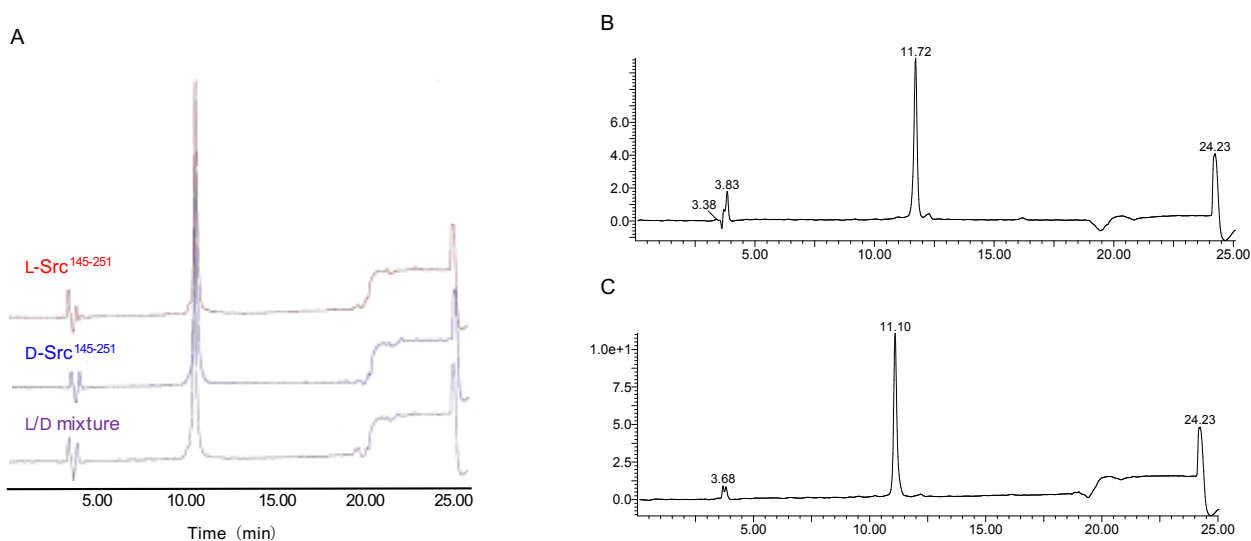 A
L-Src145-251
D-Src145-251
L/D mixture
5.00 10.00 15.00 20.00 25.00
Time (min)
B
11.72
6.0
4.0
24.23
3.83
2.0
3.38
0.0
5.00 10.00 15.00 20.00 25.00
C
11.10
1.0e+1
7.5
5.0
24.23
2.5
3.68
0.0
5.00 10.00 15.00 20.00 25.00